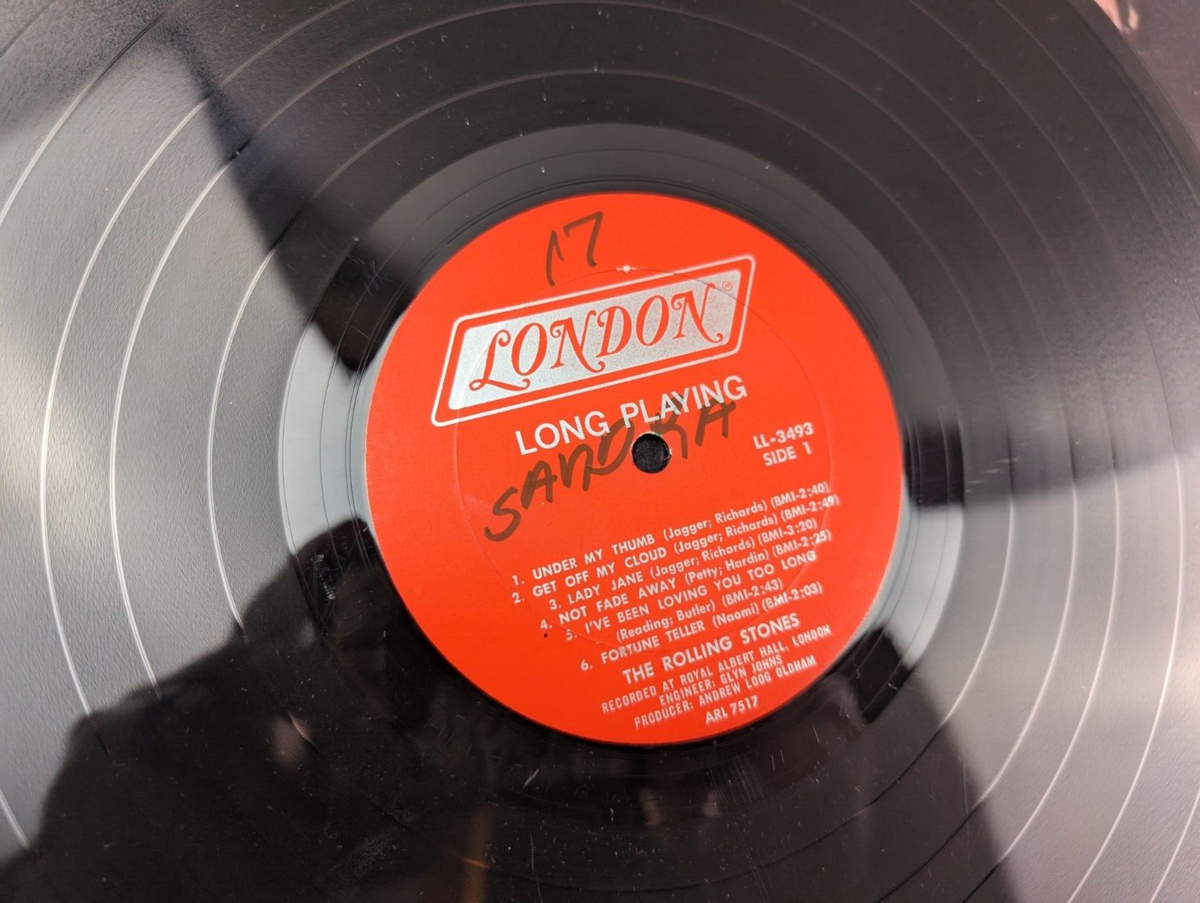 17
LONDON®
LONG PLAYING
SANDRA
LL-3493
SIDE 1
1. UNDER MY THUMB (Jagger; Richards) (BMI-2:40)
2. GET OFF MY CLOUD (Jagger; Richards) (BMI-2:49)
3. LADY JANE (Jagger; Richards) (BMI-3:20)
4. NOT FADE AWAY (Petty; Hardin) (BMI-2:25)
5. I'VE BEEN LOVING YOU TOO LONG
(Reading; Butler) (BMI-2:43)
6. FORTUNE TELLER (Naomi) (BMI-2:03)
THE ROLLING STONES
RECORDED AT ROYAL ALBERT HALL, LONDON
ENGINEER: GLYN JOHNS
PRODUCER: ANDREW LOOG OLDHAM
ARL 7517